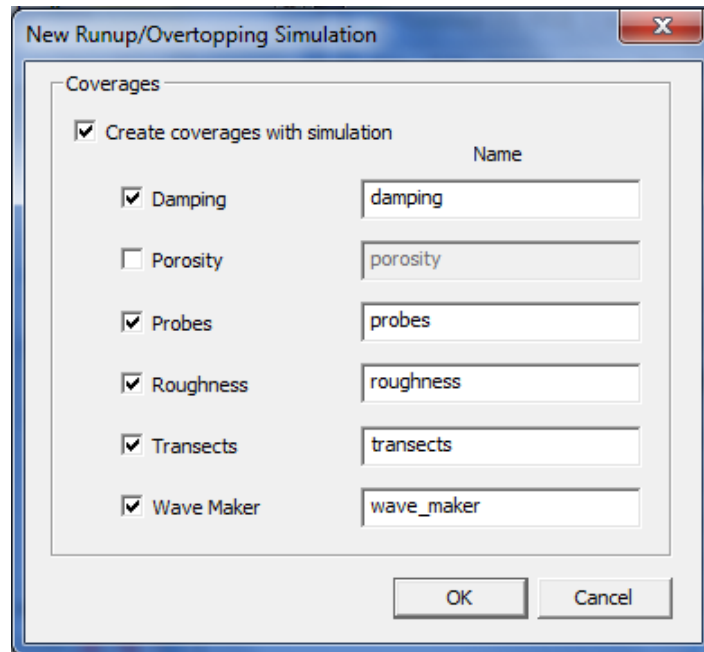 New Runup/Overtopping Simulation
Coverages
Create coverages with simulation
Name
Damping damping
Porosity porosity
Probes probes
Roughness roughness
Transects transects
Wave Maker wave_maker
OK Cancel